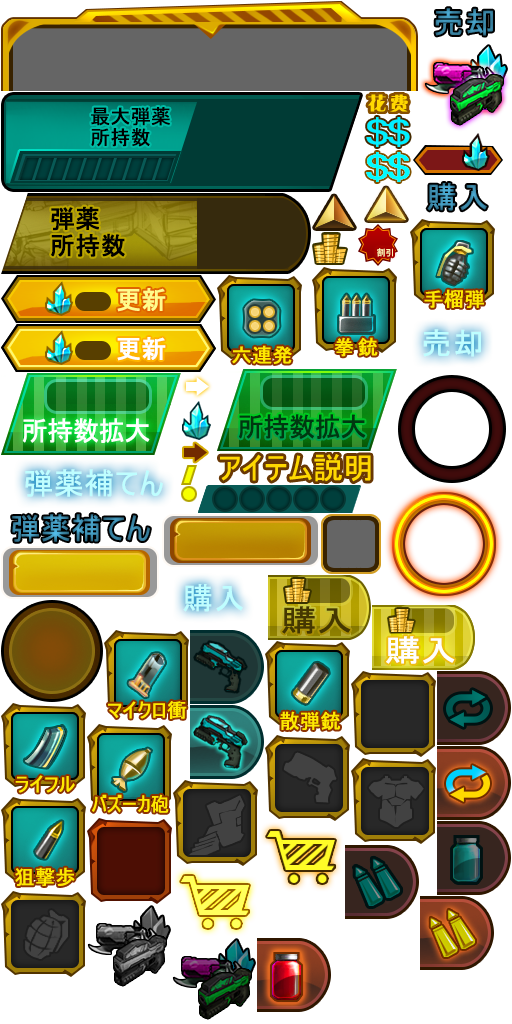 売却
最大弾薬
所持数
花费
$$
$$
購入
弾薬
所持数
割引
手榴弾
更新
六連発
拳銃
売却
更新
所持数拡大
所持数拡大
アイテム説明
弾薬補てん
弾薬補てん
購入
購入
購入
マイクロ衝
散弾銃
ライフル
バズーカ砲
狙撃歩